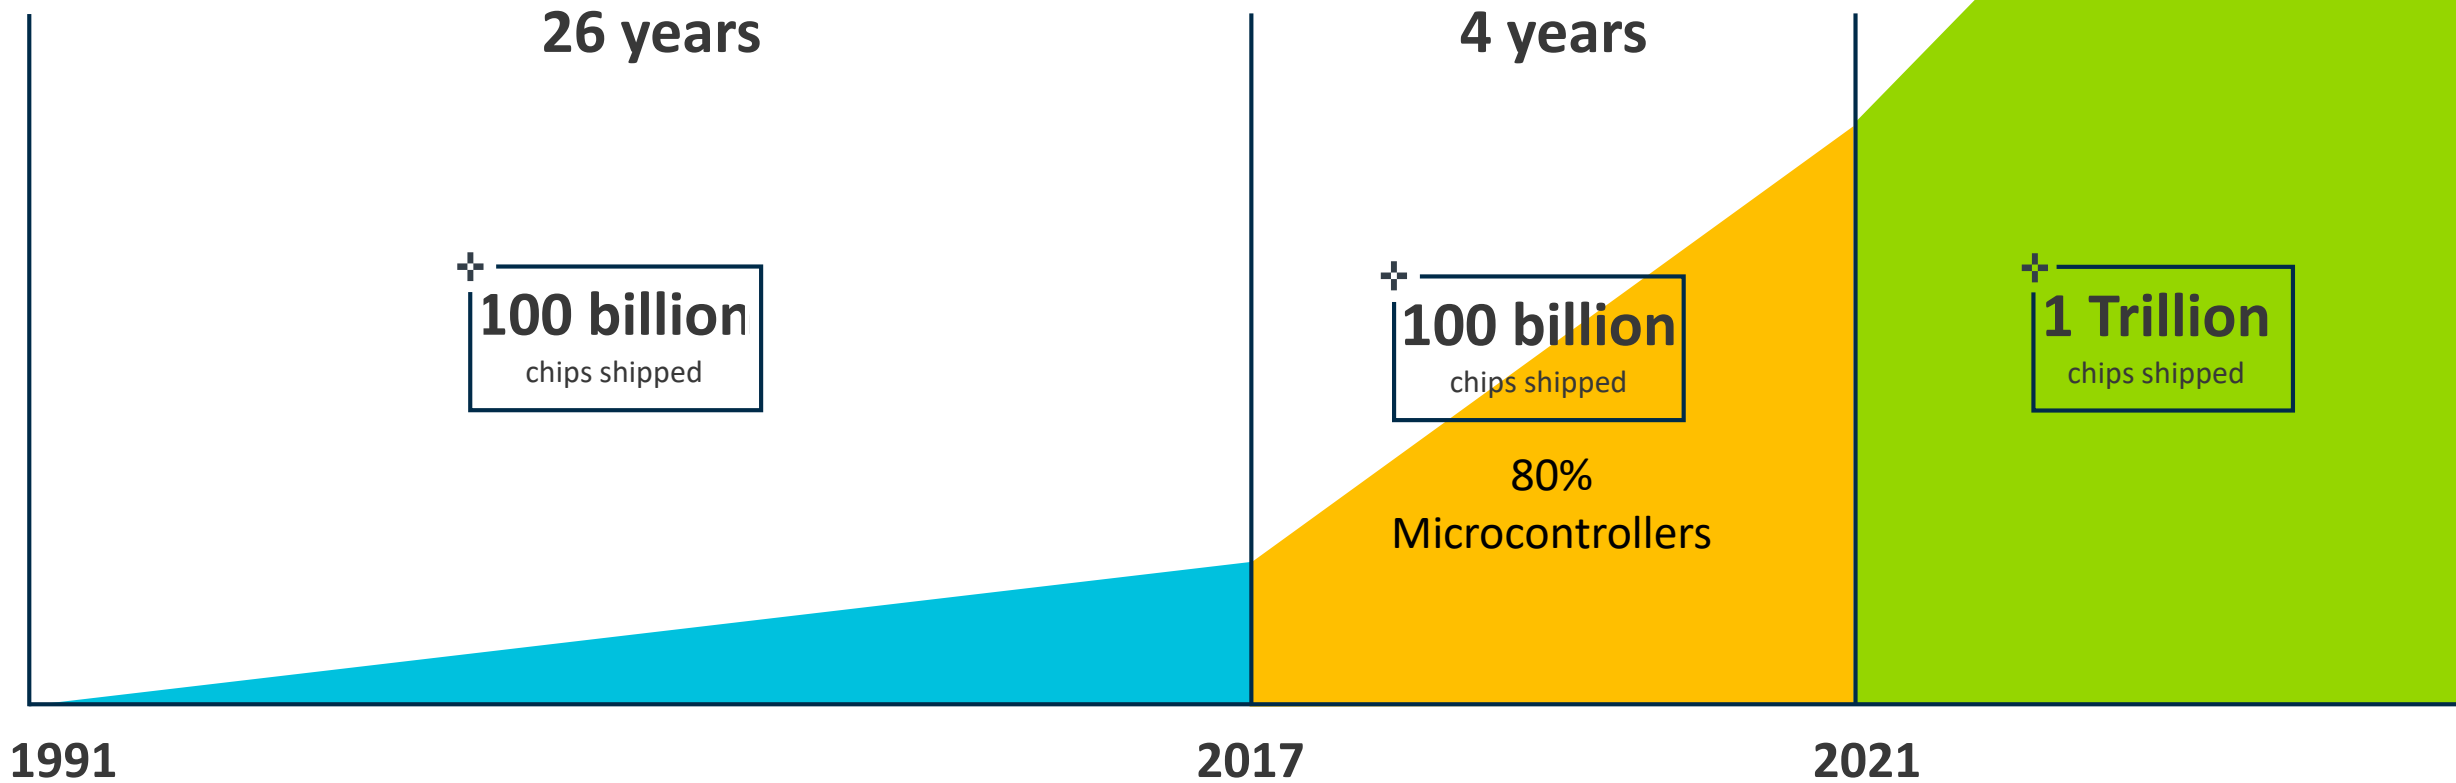 26 years
4 years
100 billion
chips shipped
100 billion
chips shipped
80%
Microcontrollers
1 Trillion
chips shipped
1991
2017
2021